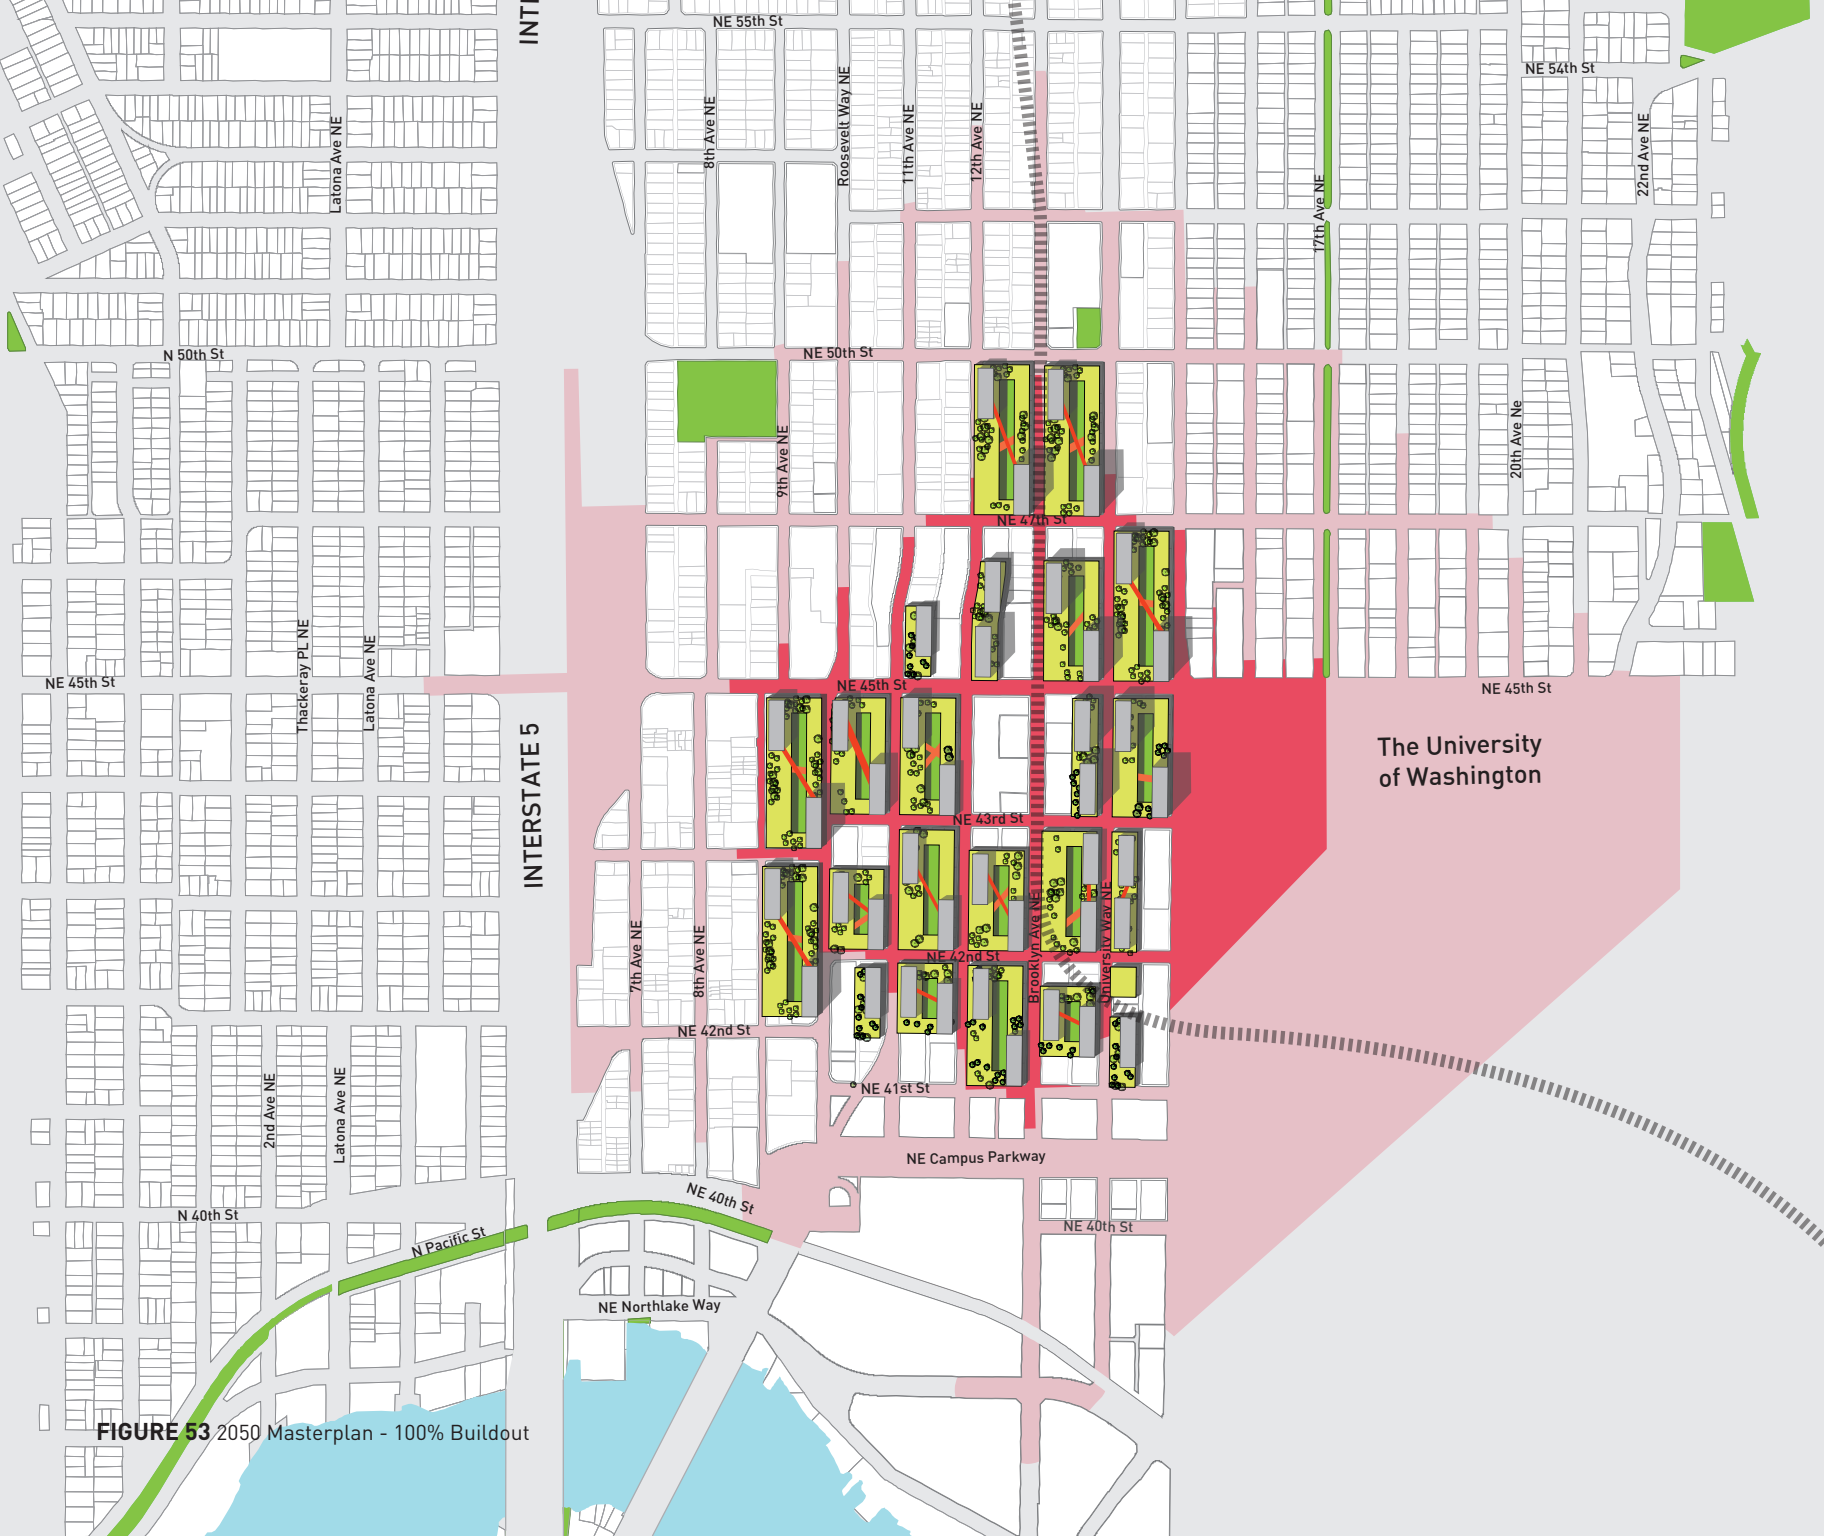 INTE
NE 55th St
NE 54th St
Latona Ave NE
8th Ave NE
Roosevelt Way NE
11th Ave NE
12th Ave NE
17th Ave NE
22nd Ave NE
N 50th St
NE 50th St
9th Ave NE
20th Ave Ne
NE 47th St
Thackeray PL NE
Latona Ave NE
NE 45th St
NE 45th St
NE 45th St
INTERSTATE 5
The University
of Washington
NE 43rd St
7th Ave NE
8th Ave NE
Brooklyn Ave NE
University Way NE
NE 42nd St
NE 42nd St
2nd Ave NE
Latona Ave NE
NE 41st St
NE Campus Parkway
NE 40th St
N 40th St
NE 40th St
N Pacific St
NE Northlake Way
FIGURE 53 2050 Masterplan - 100% Buildout